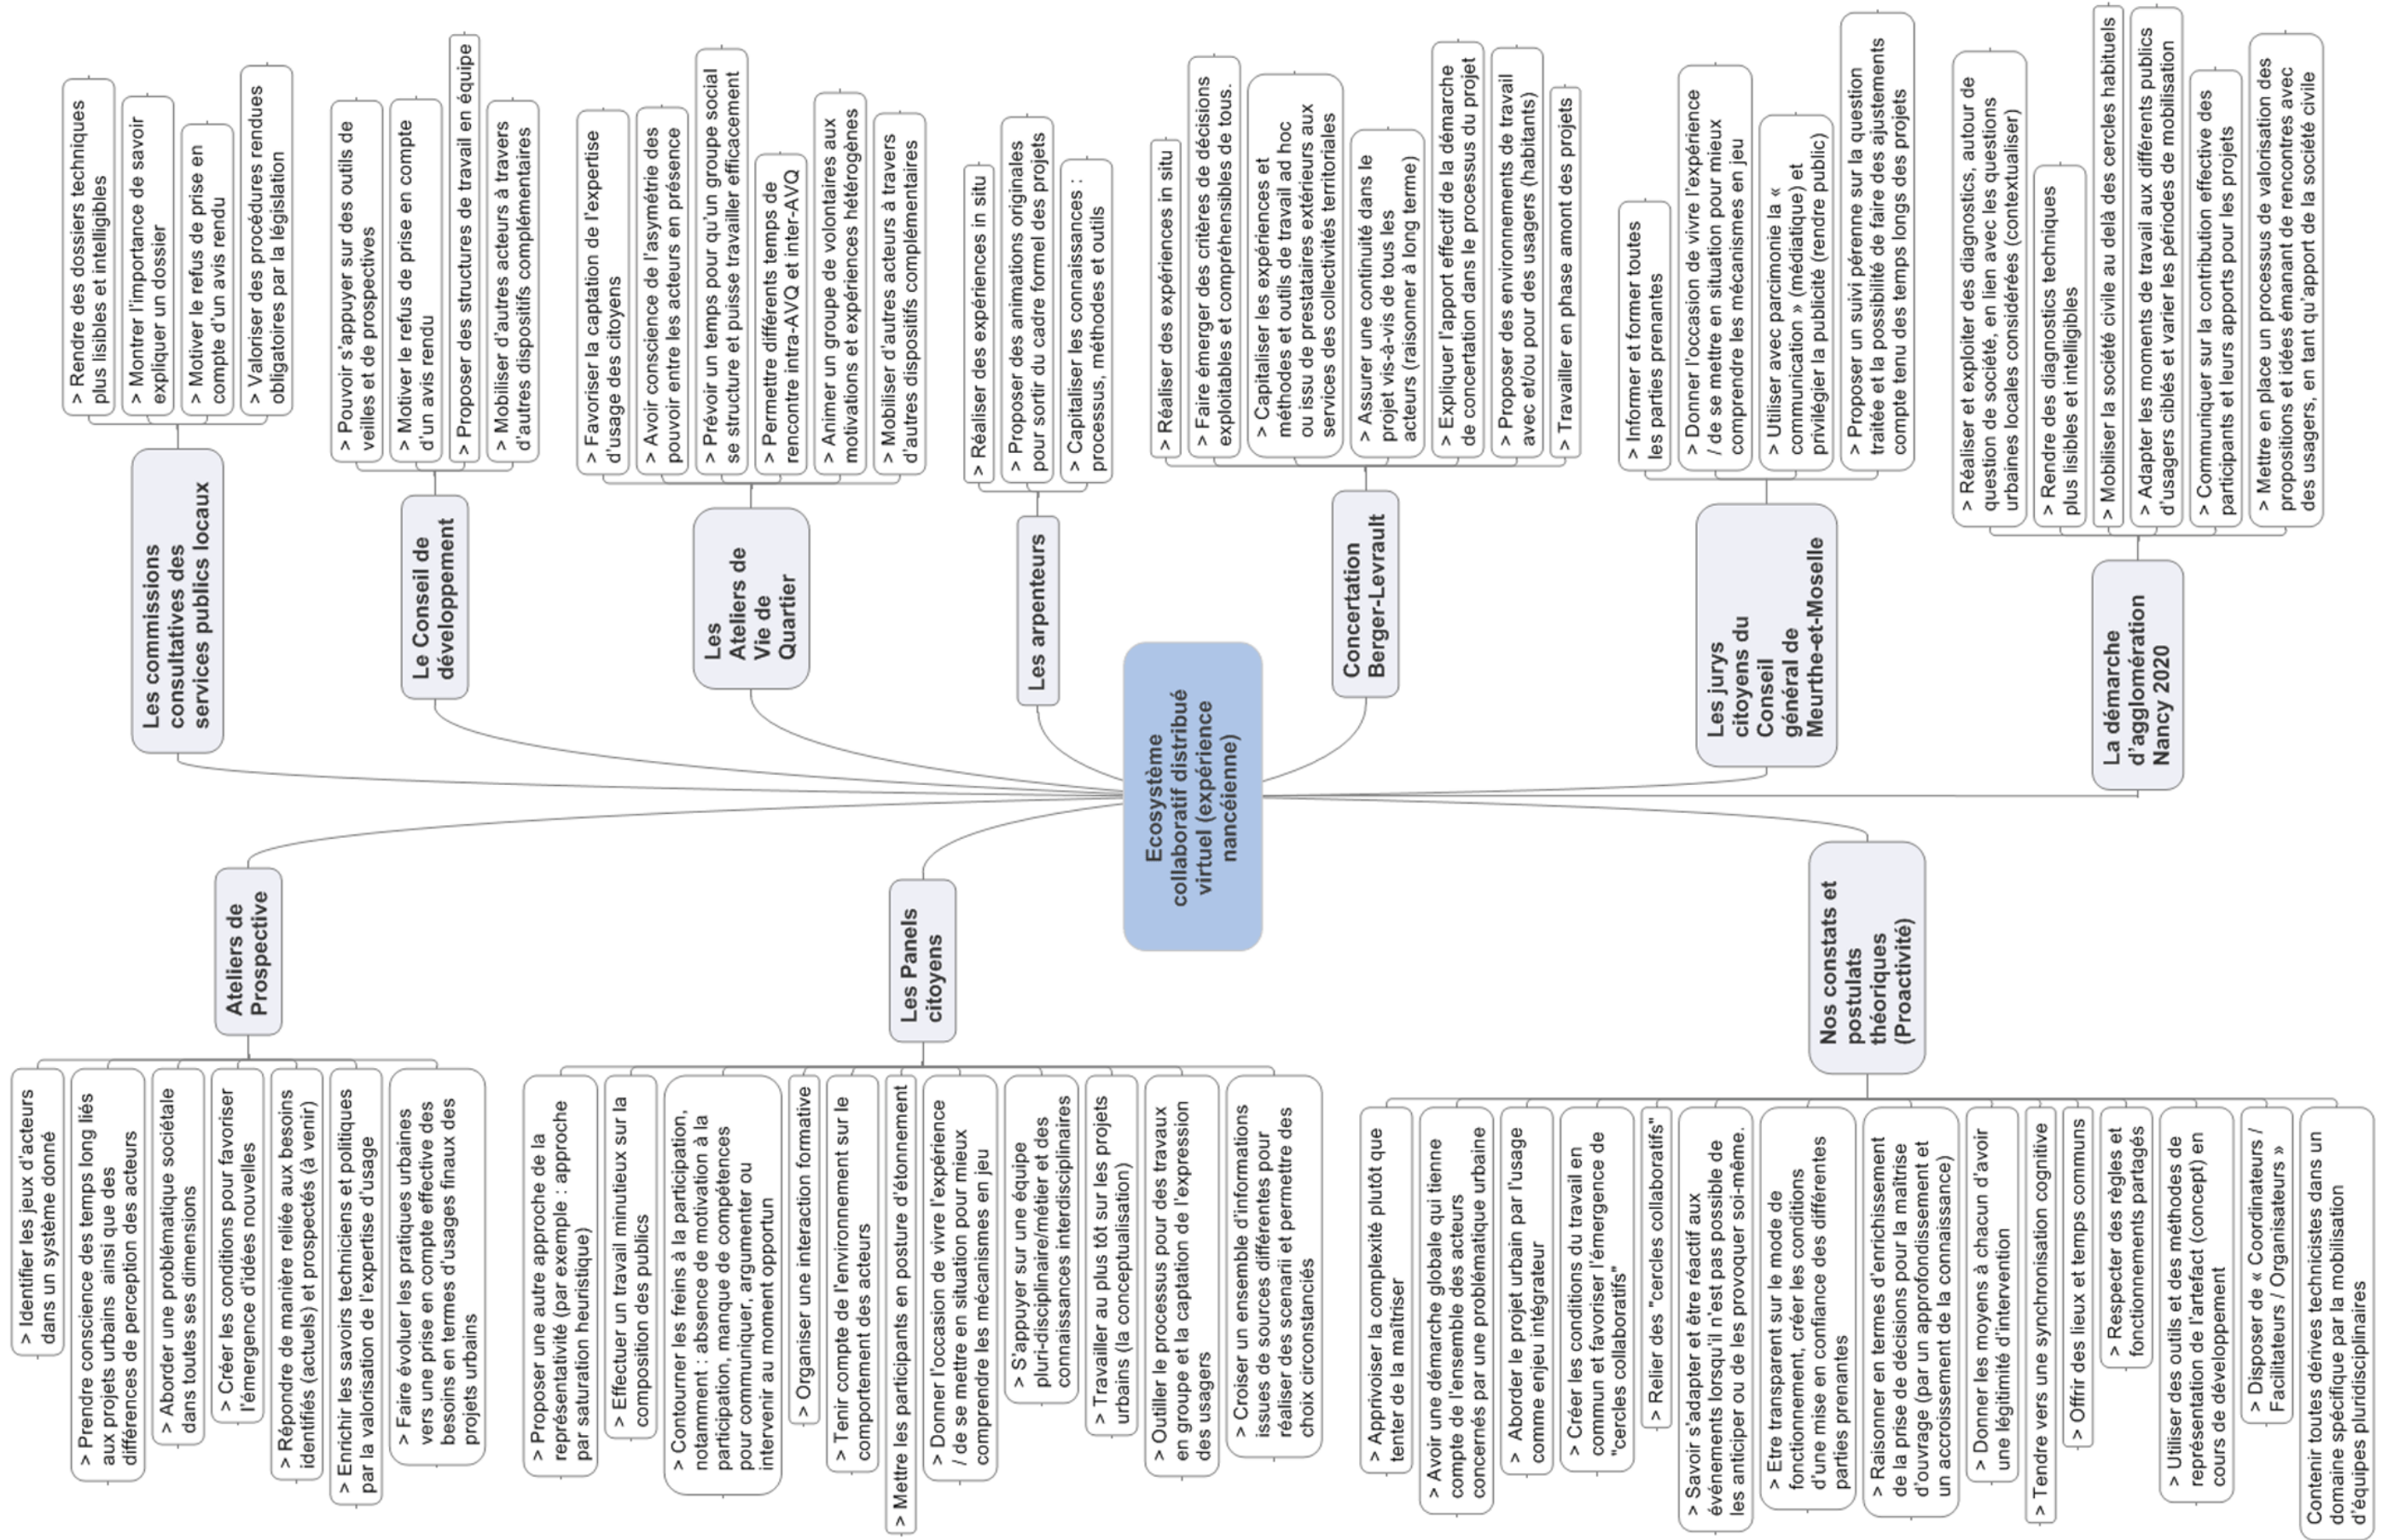 Ecosystème
collaboratif distribué
virtuel (expérience
nancéienne)
Les commissions
consultatives des
services publics locaux
> Rendre des dossiers techniques
plus lisibles et intelligibles
> Montrer l'importance de savoir
expliquer un dossier
> Motiver le refus de prise en
compte d'un avis rendu
> Valoriser des procédures rendues
obligatoires par la législation
Le Conseil de
développement
> Pouvoir s'appuyer sur des outils de
veilles et de prospectives
> Motiver le refus de prise en compte
d'un avis rendu
> Proposer des structures de travail en équipe
> Mobiliser d'autres acteurs à travers
d'autres dispositifs complémentaires
Les
Ateliers de
Vie de
Quartier
> Favoriser la captation de l'expertise
d'usage des citoyens
> Avoir conscience de l'asymétrie des
pouvoir entre les acteurs en présence
> Prévoir un temps pour qu'un groupe social
se structure et puisse travailler efficacement
> Permettre différents temps de
rencontre intra-AVQ et inter-AVQ
> Animer un groupe de volontaires aux
motivations et expériences hétérogènes
> Mobiliser d'autres acteurs à travers
d'autres dispositifs complémentaires
Les arpenteurs
> Réaliser des expériences in situ
> Proposer des animations originales
pour sortir du cadre formel des projets
> Capitaliser les connaissances :
processus, méthodes et outils
Concertation
Berger-Levrault
> Réaliser des expériences in situ
> Faire émerger des critères de décisions
exploitables et compréhensibles de tous.
> Capitaliser les expériences et
méthodes et outils de travail ad hoc
ou issu de prestataires extérieurs aux
services des collectivités territoriales
> Assurer une continuité dans le
projet vis-à-vis de tous les
acteurs (raisonner à long terme)
> Expliquer l'apport effectif de la démarche
de concertation dans le processus du projet
> Proposer des environnements de travail
avec et/ou pour des usagers (habitants)
> Travailler en phase amont des projets
Les jurys
citoyens du
Conseil
général de
Meurthe-et-Moselle
> Informer et former toutes
les parties prenantes
> Donner l'occasion de vivre l'expérience
/ de se mettre en situation pour mieux
comprendre les mécanismes en jeu
> Utiliser avec parcimonie la «
communication » (médiatique) et
privilégier la publicité (rendre public)
> Proposer un suivi pérenne sur la question
traitée et la possibilité de faire des ajustements
compte tenu des temps longs des projets
La démarche
d'agglomération
Nancy 2020
> Réaliser et exploiter des diagnostics, autour de
question de société, en lien avec les questions
urbaines locales considérées (contextualiser)
> Rendre des diagnostics techniques
plus lisibles et intelligibles
> Mobiliser la société civile au delà des cercles habituels
> Adapter les moments de travail aux différents publics
d'usagers ciblés et varier les périodes de mobilisation
> Communiquer sur la contribution effective des
participants et leurs apports pour les projets
> Mettre en place un processus de valorisation des
propositions et idées émanant de rencontres avec
des usagers, en tant qu'apport de la société civile
Ateliers de
Prospective
> Identifier les jeux d'acteurs
dans un système donné
> Prendre conscience des temps long liés
aux projets urbains ainsi que des
différences de perception des acteurs
> Aborder une problématique sociétale
dans toutes ses dimensions
> Créer les conditions pour favoriser
l'émergence d'idées nouvelles
> Répondre de manière reliée aux besoins
identifiés (actuels) et prospectés (à venir)
> Enrichir les savoirs techniciens et politiques
par la valorisation de l'expertise d'usage
> Faire évoluer les pratiques urbaines
vers une prise en compte effective des
besoins en termes d'usages finaux des
projets urbains
Les Panels
citoyens
> Proposer une autre approche de la
représentativité (par exemple : approche
par saturation heuristique)
> Effectuer un travail minutieux sur la
composition des publics
> Contourner les freins à la participation,
notamment : absence de motivation à la
participation, manque de compétences
pour communiquer, argumenter ou
intervenir au moment opportun
> Organiser une interaction formative
> Tenir compte de l'environnement sur le
comportement des acteurs
> Mettre les participants en posture d'étonnement
> Donner l'occasion de vivre l'expérience
/ de se mettre en situation pour mieux
comprendre les mécanismes en jeu
> S'appuyer sur une équipe
pluri-disciplinaire/métier et des
connaissances interdisciplinaires
> Travailler au plus tôt sur les projets
urbains (la conceptualisation)
> Outiller le processus pour des travaux
en groupe et la captation de l'expression
des usagers
> Croiser un ensemble d'informations
issues de sources différentes pour
réaliser des scenarii et permettre des
choix circonstanciés
Nos constats et
postulats
théoriques
(Proactivité)
> Apprivoiser la complexité plutôt que
tenter de la maîtriser
> Avoir une démarche globale qui tienne
compte de l'ensemble des acteurs
concernés par une problématique urbaine
> Aborder le projet urbain par l'usage
comme enjeu intégrateur
> Créer les conditions du travail en
commun et favoriser l'émergence de
"cercles collaboratifs"
> Relier des "cercles collaboratifs"
> Savoir s'adapter et être réactif aux
événements lorsqu'il n'est pas possible de
les anticiper ou de les provoquer soi-même.
> Etre transparent sur le mode de
fonctionnement, créer les conditions
d'une mise en confiance des différentes
parties prenantes
> Raisonner en termes d'enrichissement
de la prise de décisions pour la maîtrise
d'ouvrage (par un approfondissement et
un accroissement de la connaissance)
> Donner les moyens à chacun d'avoir
une légitimité d'intervention
> Tendre vers une synchronisation cognitive
> Offrir des lieux et temps communs
> Respecter des règles et
fonctionnements partagés
> Utiliser des outils et des méthodes de
représentation de l'artefact (concept) en
cours de développement
> Disposer de « Coordinateurs /
Facilitateurs / Organisateurs »
Contenir toutes dérives technicistes dans un
domaine spécifique par la mobilisation
d'équipes pluridisciplinaires